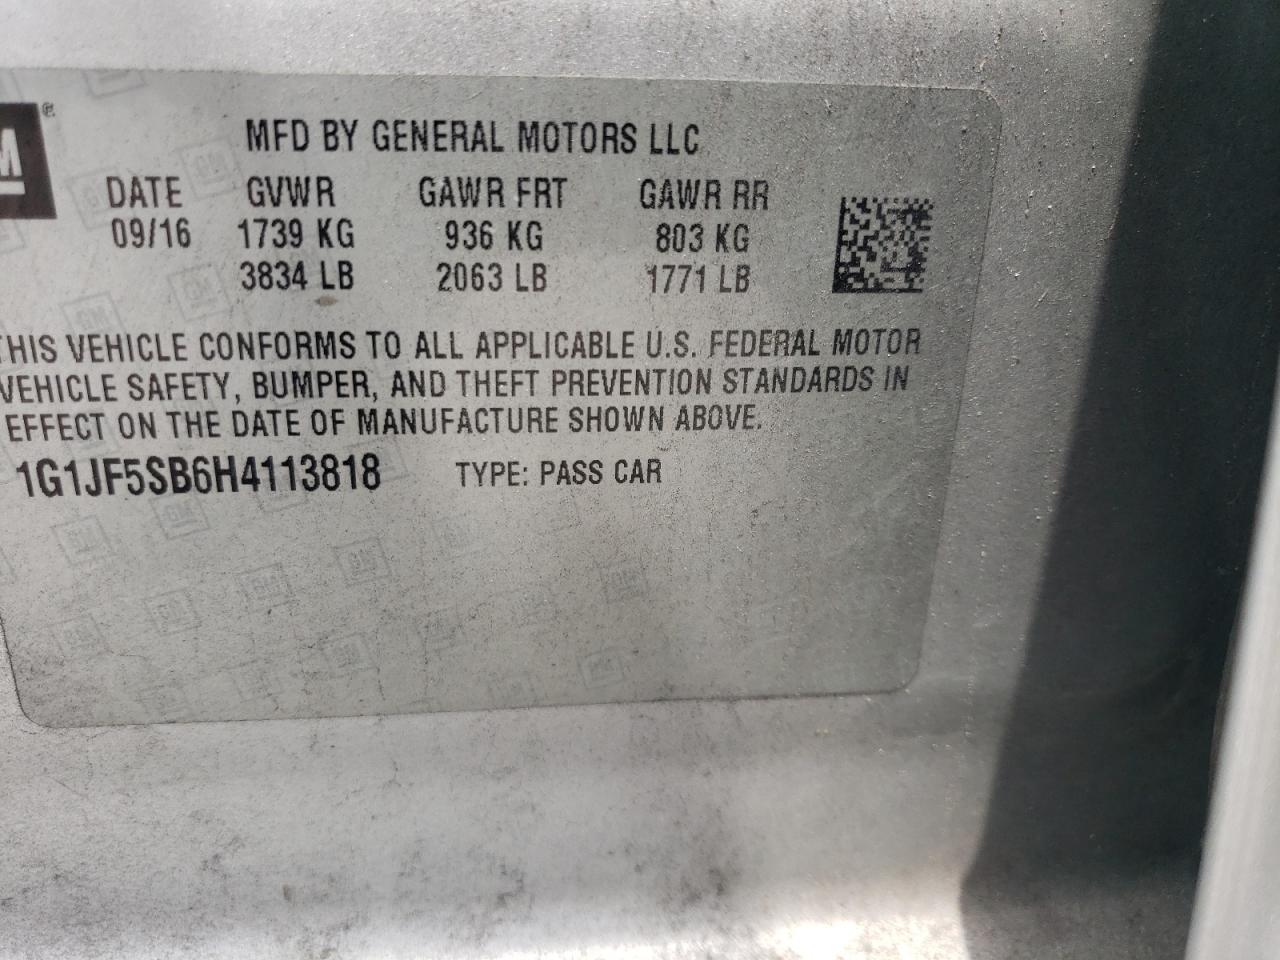 M ®
MFD BY GENERAL MOTORS LLC
DATE GVWR GAWR FRT GAWR RR
09/16 1739 KG 936 KG 803 KG
3834 LB 2063 LB 1771 LB
THIS VEHICLE CONFORMS TO ALL APPLICABLE U.S. FEDERAL MOTOR
VEHICLE SAFETY, BUMPER, AND THEFT PREVENTION STANDARDS IN
EFFECT ON THE DATE OF MANUFACTURE SHOWN ABOVE.
1G1JF5SB6H4113818 TYPE: PASS CAR